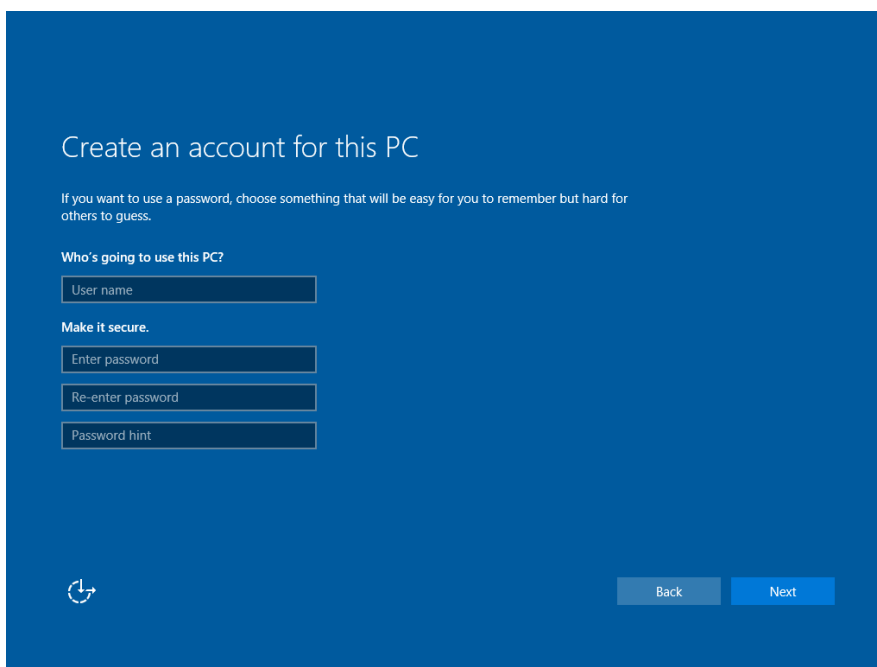 Create an account for this PC
If you want to use a password, choose something that will be easy for you to remember but hard for
others to guess.
Who's going to use this PC?
User name
Make it secure.
Enter password
Re-enter password
Password hint
Back
Next